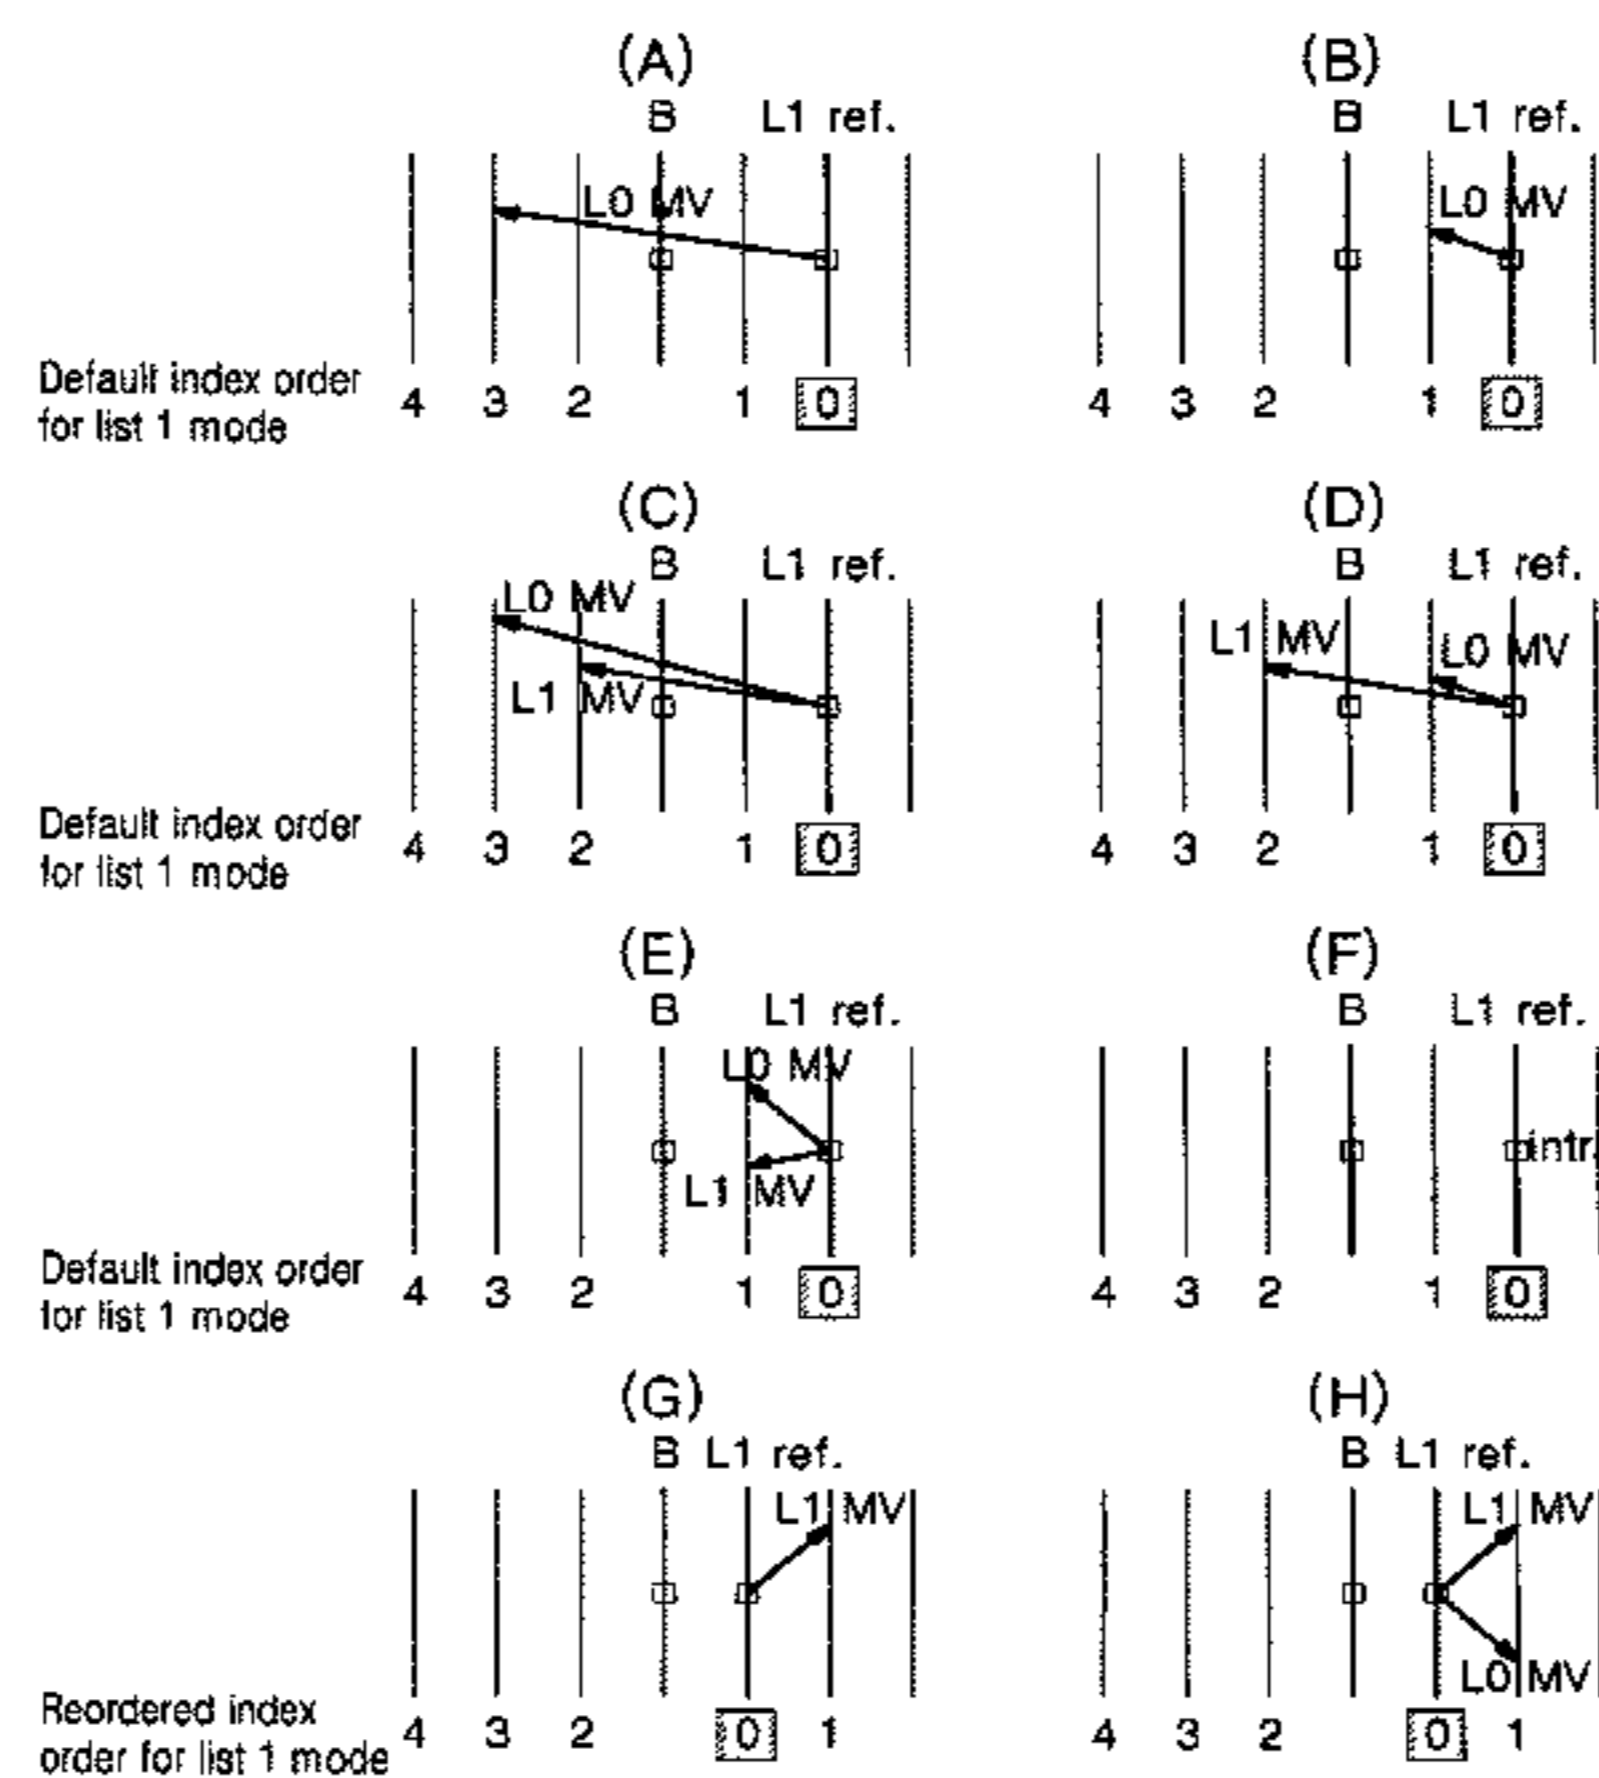 (A) (B)
B L1 ref. B L1 ref.
L0 MV L0 MV
Default index order
for list 1 mode
4 3 2 1 0 4 3 2 1 0
(C) (D)
B L1 ref. B L1 ref.
L0 MV
L1 MV L0 MV
L1 MV
Default index order
for list 1 mode
4 3 2 1 0 4 3 2 1 0
(E) (F)
B L1 ref. B L1 ref.
L0 MV
intr
L1 MV
Default index order
for list 1 mode
4 3 2 1 0 4 3 2 1 0
(G) (H)
B L1 ref. B L1 ref.
L1 MV L1 MV
L0 MV
Reordered index
order for list 1 mode
4 3 2 0 1 4 3 2 0 1